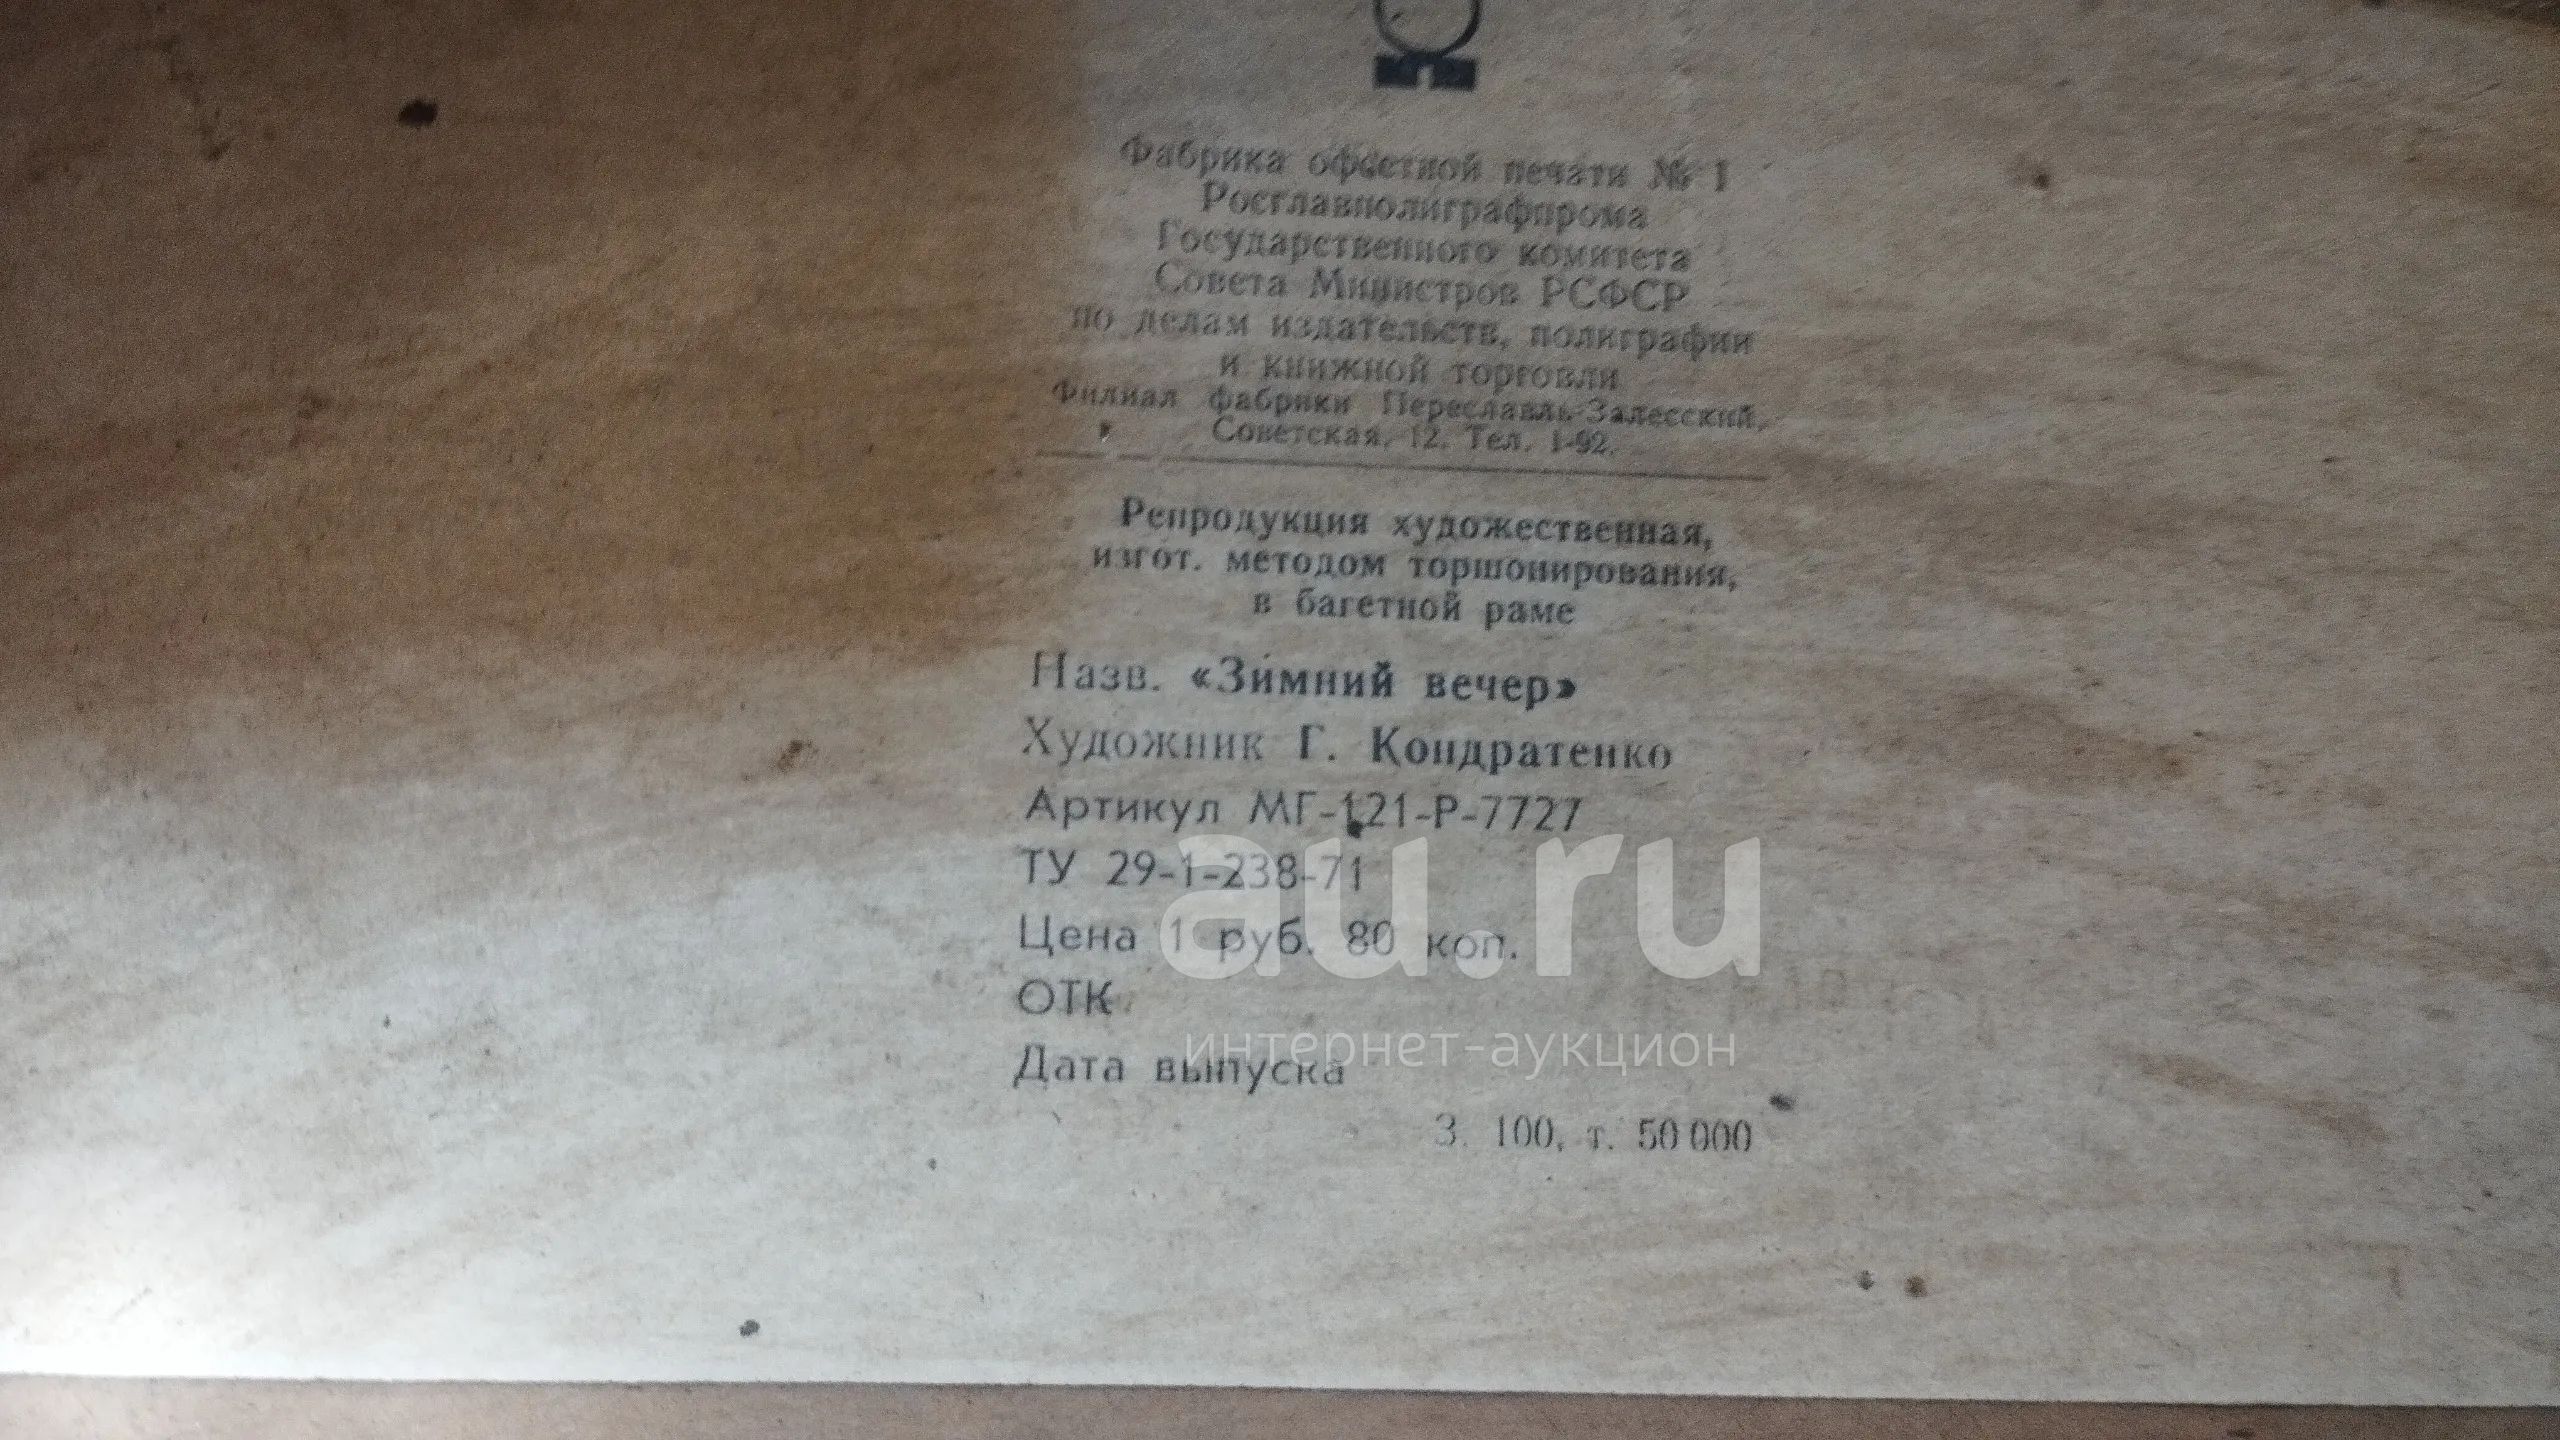 Фабрика офсетной печати № 1
Росглавполиграфпрома
Государственного комитета
Совета Министров РСФСР
по делам издательств, полиграфии
и книжной торговли
Филиал фабрики Переславль-Залесский,
Советская, 12. Тел. 1-92.
Репродукция художественная,
изгот. методом торшонирования,
в багетной раме
Назв. «Зимний вечер»
Художник Г. Кондратенко
Артикул МГ-121-Р-7727
ТУ 29-1-238-71
Цена 1 руб. 80 коп.
ОТК
Дата выпуска
З. 100, т. 50 000
au.ru
интернет-аукцион